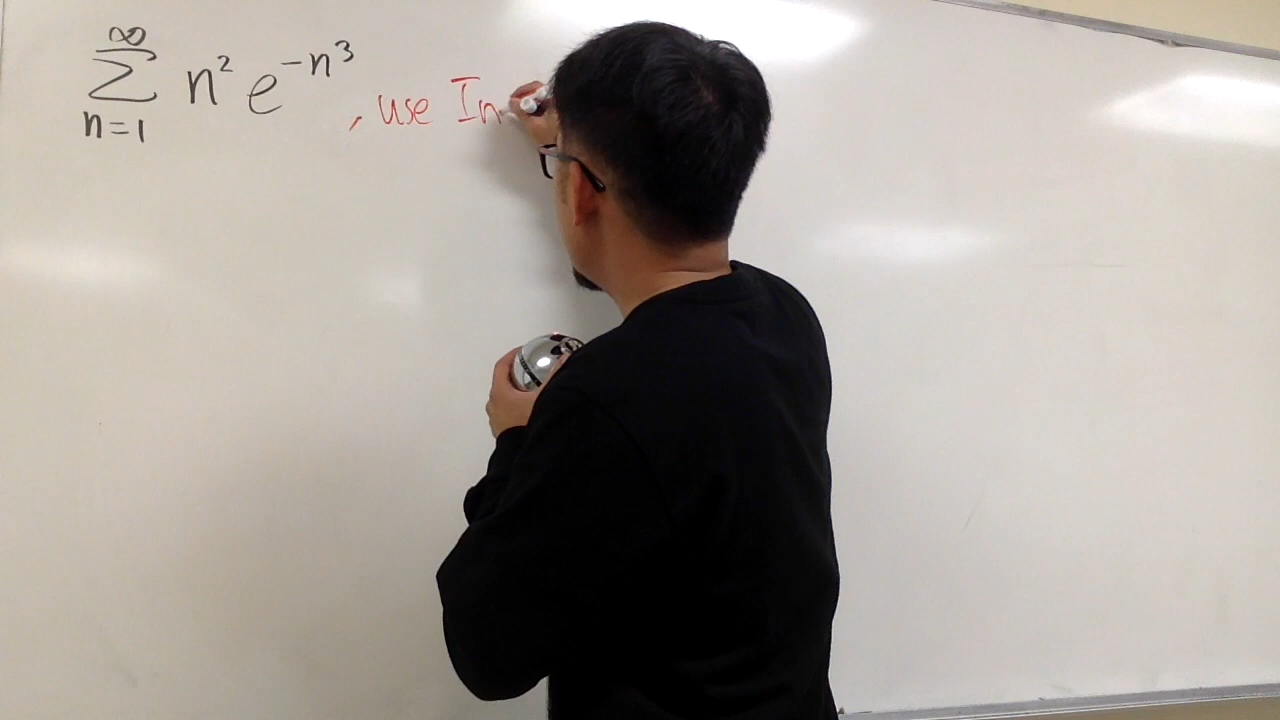 ∞
∑ n² e^{-n³} , use In
n=1